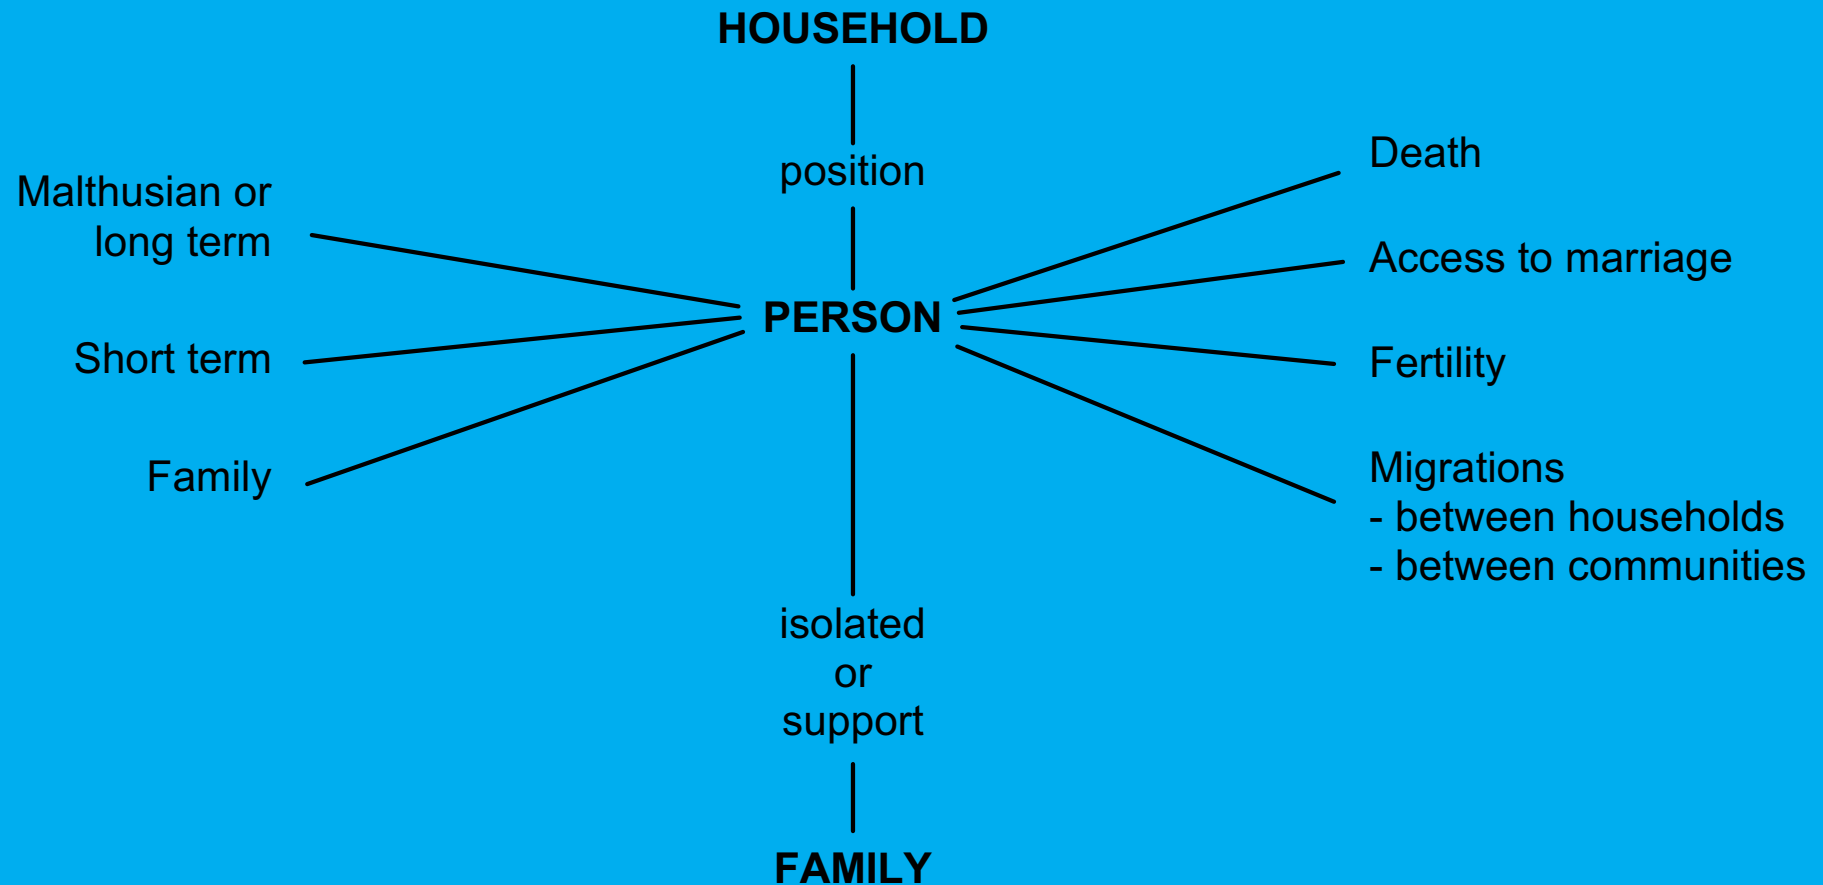 HOUSEHOLD
position
Malthusian or
long term
Short term
Family
PERSON
Death
Access to marriage
Fertility
Migrations
- between households
- between communities
isolated
or
support
FAMILY